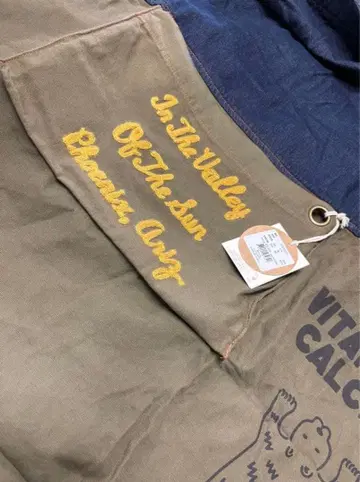 In The Valley
Of The Sun
Phoenix, Ariz
VITA
CALC